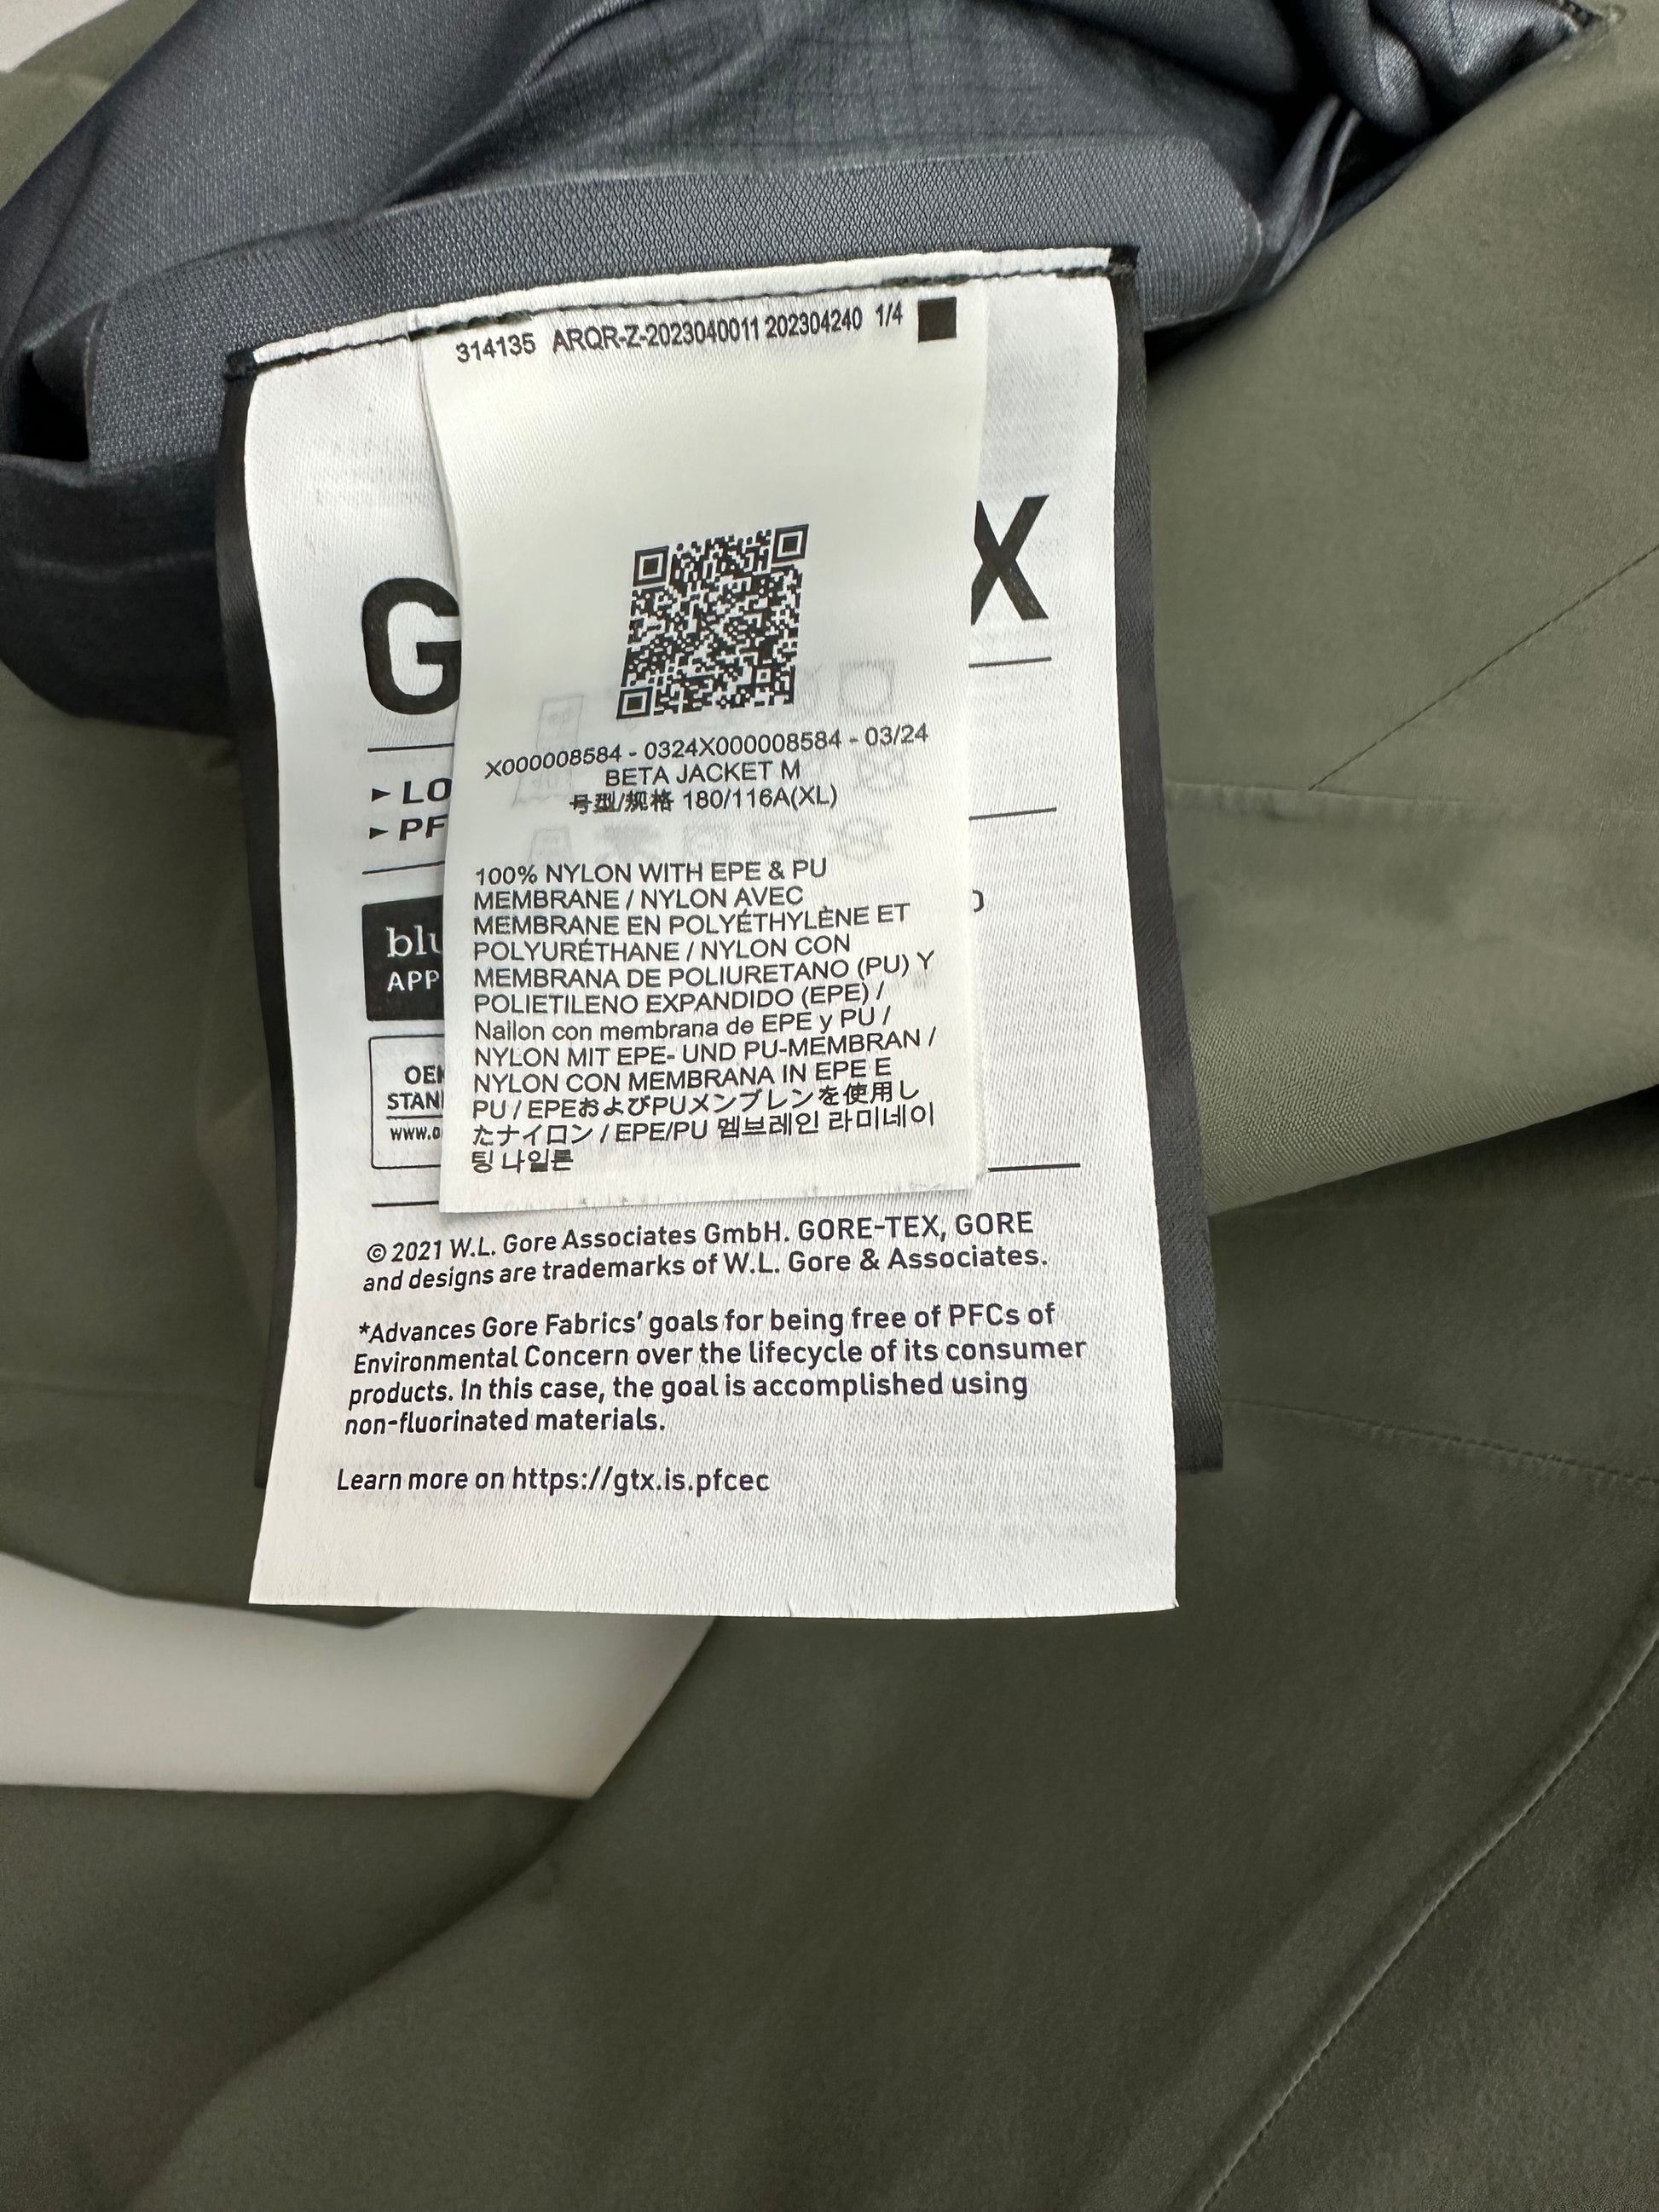 314135 ARQR-Z-2023040011 202304240 1/4
X000008584 - 0324X000008584 - 03/24
BETA JACKET M
号型/规格 180/116A(XL)
100% NYLON WITH EPE & PU
MEMBRANE / NYLON AVEC
MEMBRANE EN POLYÉTHYLÈNE ET
POLYURÉTHANE / NYLON CON
MEMBRANA DE POLIURETANO (PU) Y
POLIETILENO EXPANDIDO (EPE) /
Nailon con membrana de EPE y PU /
NYLON MIT EPE- UND PU-MEMBRAN /
NYLON CON MEMBRANA IN EPE E
PU / EPEおよびPUメンブレンを使用し
たナイロン / EPE/PU 멤브레인 라미네이
팅 나일론
G X
► LO
► PF
blu
APP
OEK
STAN
www.o
© 2021 W.L. Gore Associates GmbH. GORE-TEX, GORE
and designs are trademarks of W.L. Gore & Associates.
*Advances Gore Fabrics' goals for being free of PFCs of
Environmental Concern over the lifecycle of its consumer
products. In this case, the goal is accomplished using
non-fluorinated materials.
Learn more on https://gtx.is.pfcec